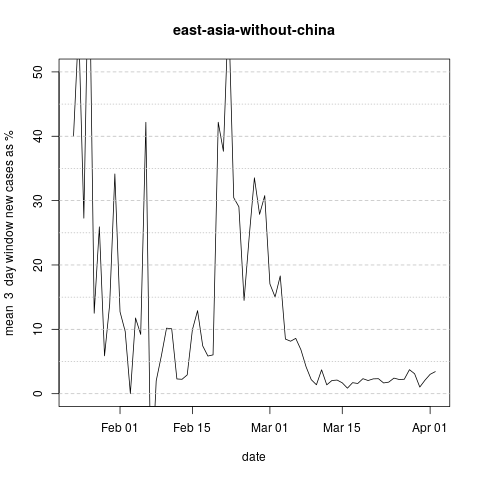 east-asia-without-china
mean 3 day window new cases as %
50
40
30
20
10
0
Feb 01 Feb 15 Mar 01 Mar 15 Apr 01
date